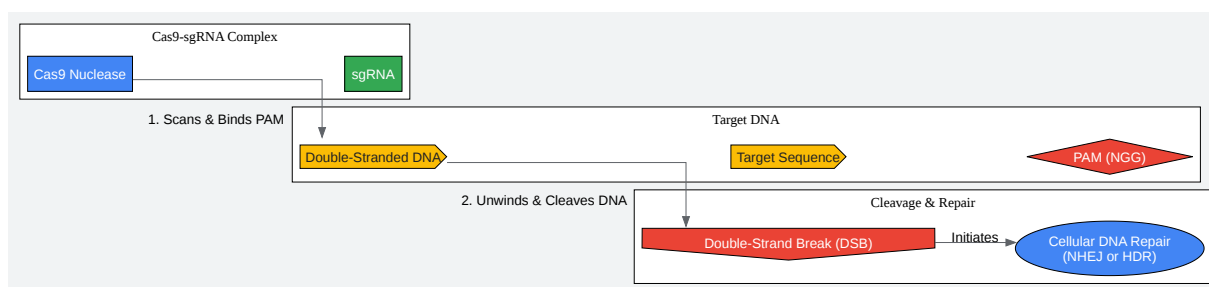 Cas9-sgRNA Complex
Cas9 Nuclease
sgRNA
1. Scans & Binds PAM
Target DNA
Double-Stranded DNA
Target Sequence
PAM (NGG)
2. Unwinds & Cleaves DNA
Cleavage & Repair
Double-Strand Break (DSB)
Initiates
Cellular DNA Repair
(NHEJ or HDR)